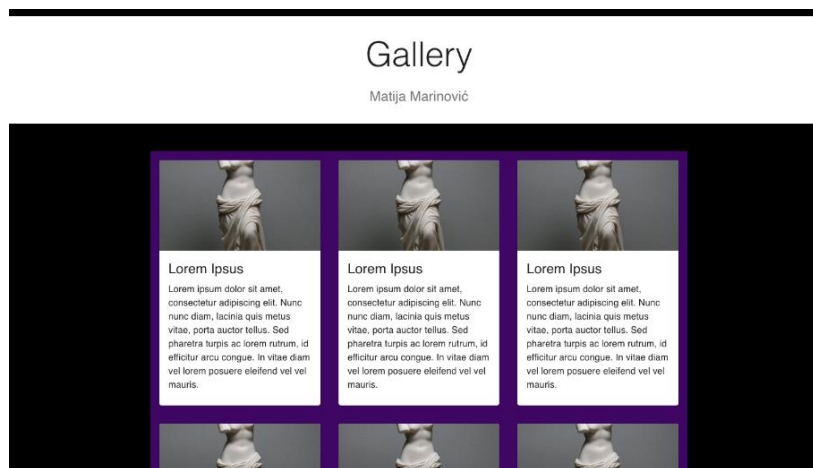 Gallery
Matija Marinović
Lorem Ipsus
Lorem ipsum dolor sit amet,
consectetur adipiscing elit. Nunc
nunc diam, lacinia quis metus
vitae, porta auctor tellus. Sed
pharetra turpis ac lorem rutrum, id
efficitur arcu congue. In vitae diam
vel lorem posuere eleifend vel vel
mauris.
Lorem Ipsus
Lorem ipsum dolor sit amet,
consectetur adipiscing elit. Nunc
nunc diam, lacinia quis metus
vitae, porta auctor tellus. Sed
pharetra turpis ac lorem rutrum, id
efficitur arcu congue. In vitae diam
vel lorem posuere eleifend vel vel
mauris.
Lorem Ipsus
Lorem ipsum dolor sit amet,
consectetur adipiscing elit. Nunc
nunc diam, lacinia quis metus
vitae, porta auctor tellus. Sed
pharetra turpis ac lorem rutrum, id
efficitur arcu congue. In vitae diam
vel lorem posuere eleifend vel vel
mauris.